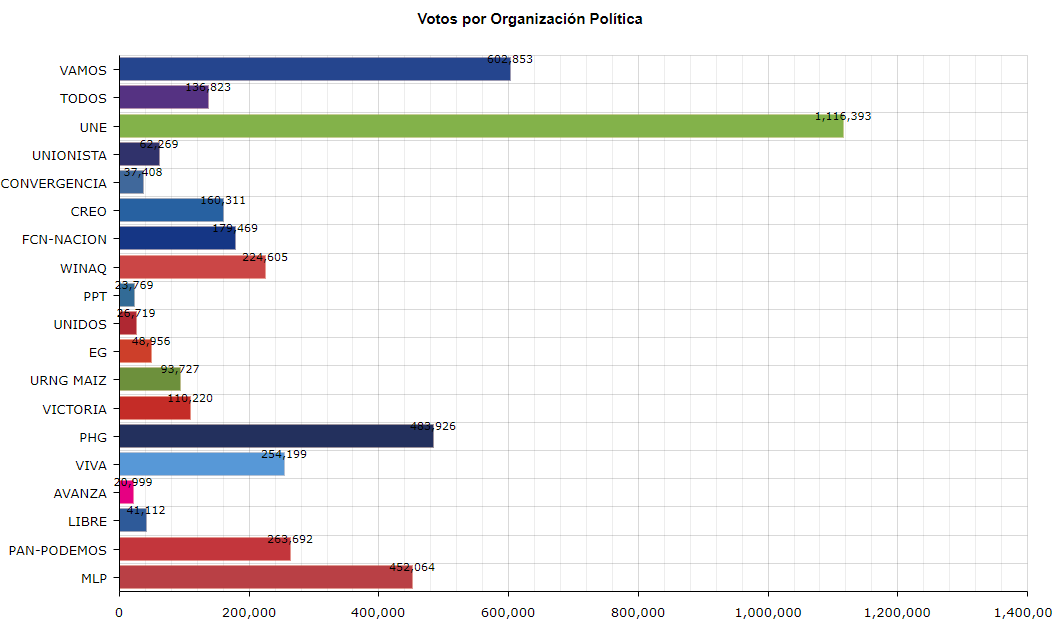 Votos por Organización Política
VAMOS 602,853
TODOS 136,823
UNE 1,116,393
UNIONISTA 62,269
CONVERGENCIA 37,408
CREO 160,311
FCN-NACION 179,469
WINAQ 224,605
PPT 23,769
UNIDOS 26,719
EG 48,956
URNG MAIZ 93,727
VICTORIA 110,220
PHG 483,926
VIVA 254,199
AVANZA 20,999
LIBRE 41,112
PAN-PODEMOS 263,692
MLP 452,064
0 200,000 400,000 600,000 800,000 1,000,000 1,200,000 1,400,00